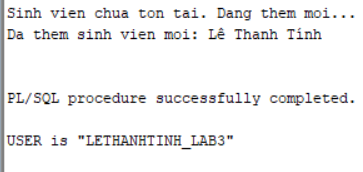 Sinh vien chua ton tai. Dang them moi...
Da them sinh vien moi: Lê Thanh Tính
PL/SQL procedure successfully completed.
USER is "LETHANHTINH_LAB3"